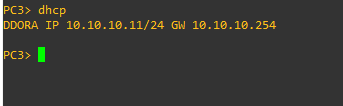 PC3> dhcp
DDORA IP 10.10.10.11/24 GW 10.10.10.254
PC3>